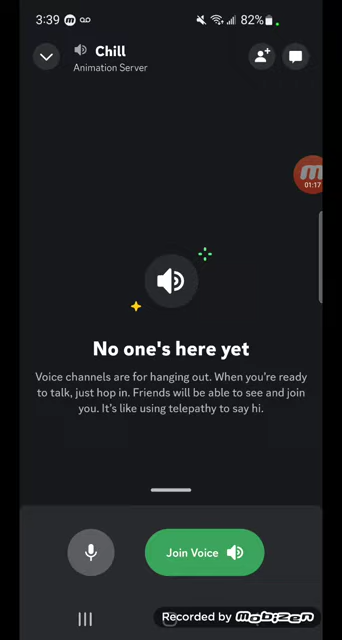 3:39
82%
Chill
Animation Server
01:17
No one's here yet
Voice channels are for hanging out. When you're ready
to talk, just hop in. Friends will be able to see and join
you. It's like using telepathy to say hi.
Join Voice
Recorded by mobizen